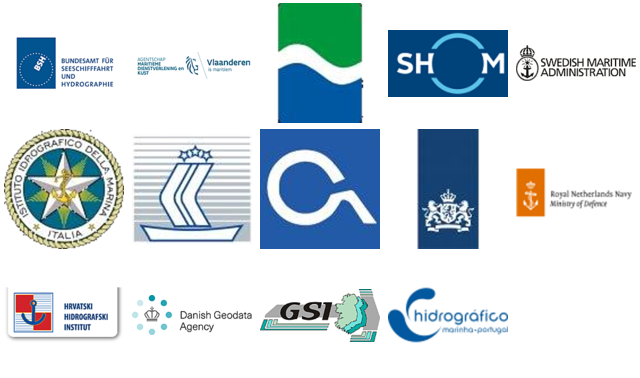 BSH
BUNDESAMT FÜR
SEESCHIFFFAHRT
UND
HYDROGRAPHIE
AGENTSCHAP
MARITIEME
DIENSTVERLENING en
KUST
Vlaanderen
is maritiem
SHOM
SWEDISH MARITIME
ADMINISTRATION
ISTITUTO IDROGRAFICO DELLA MARINA
ITALIA
Royal Netherlands Navy
Ministry of Defence
HRVATSKI
HIDROGRAFSKI
INSTITUT
Danish Geodata
Agency
GSI
hidrográfico
marinha-portugal